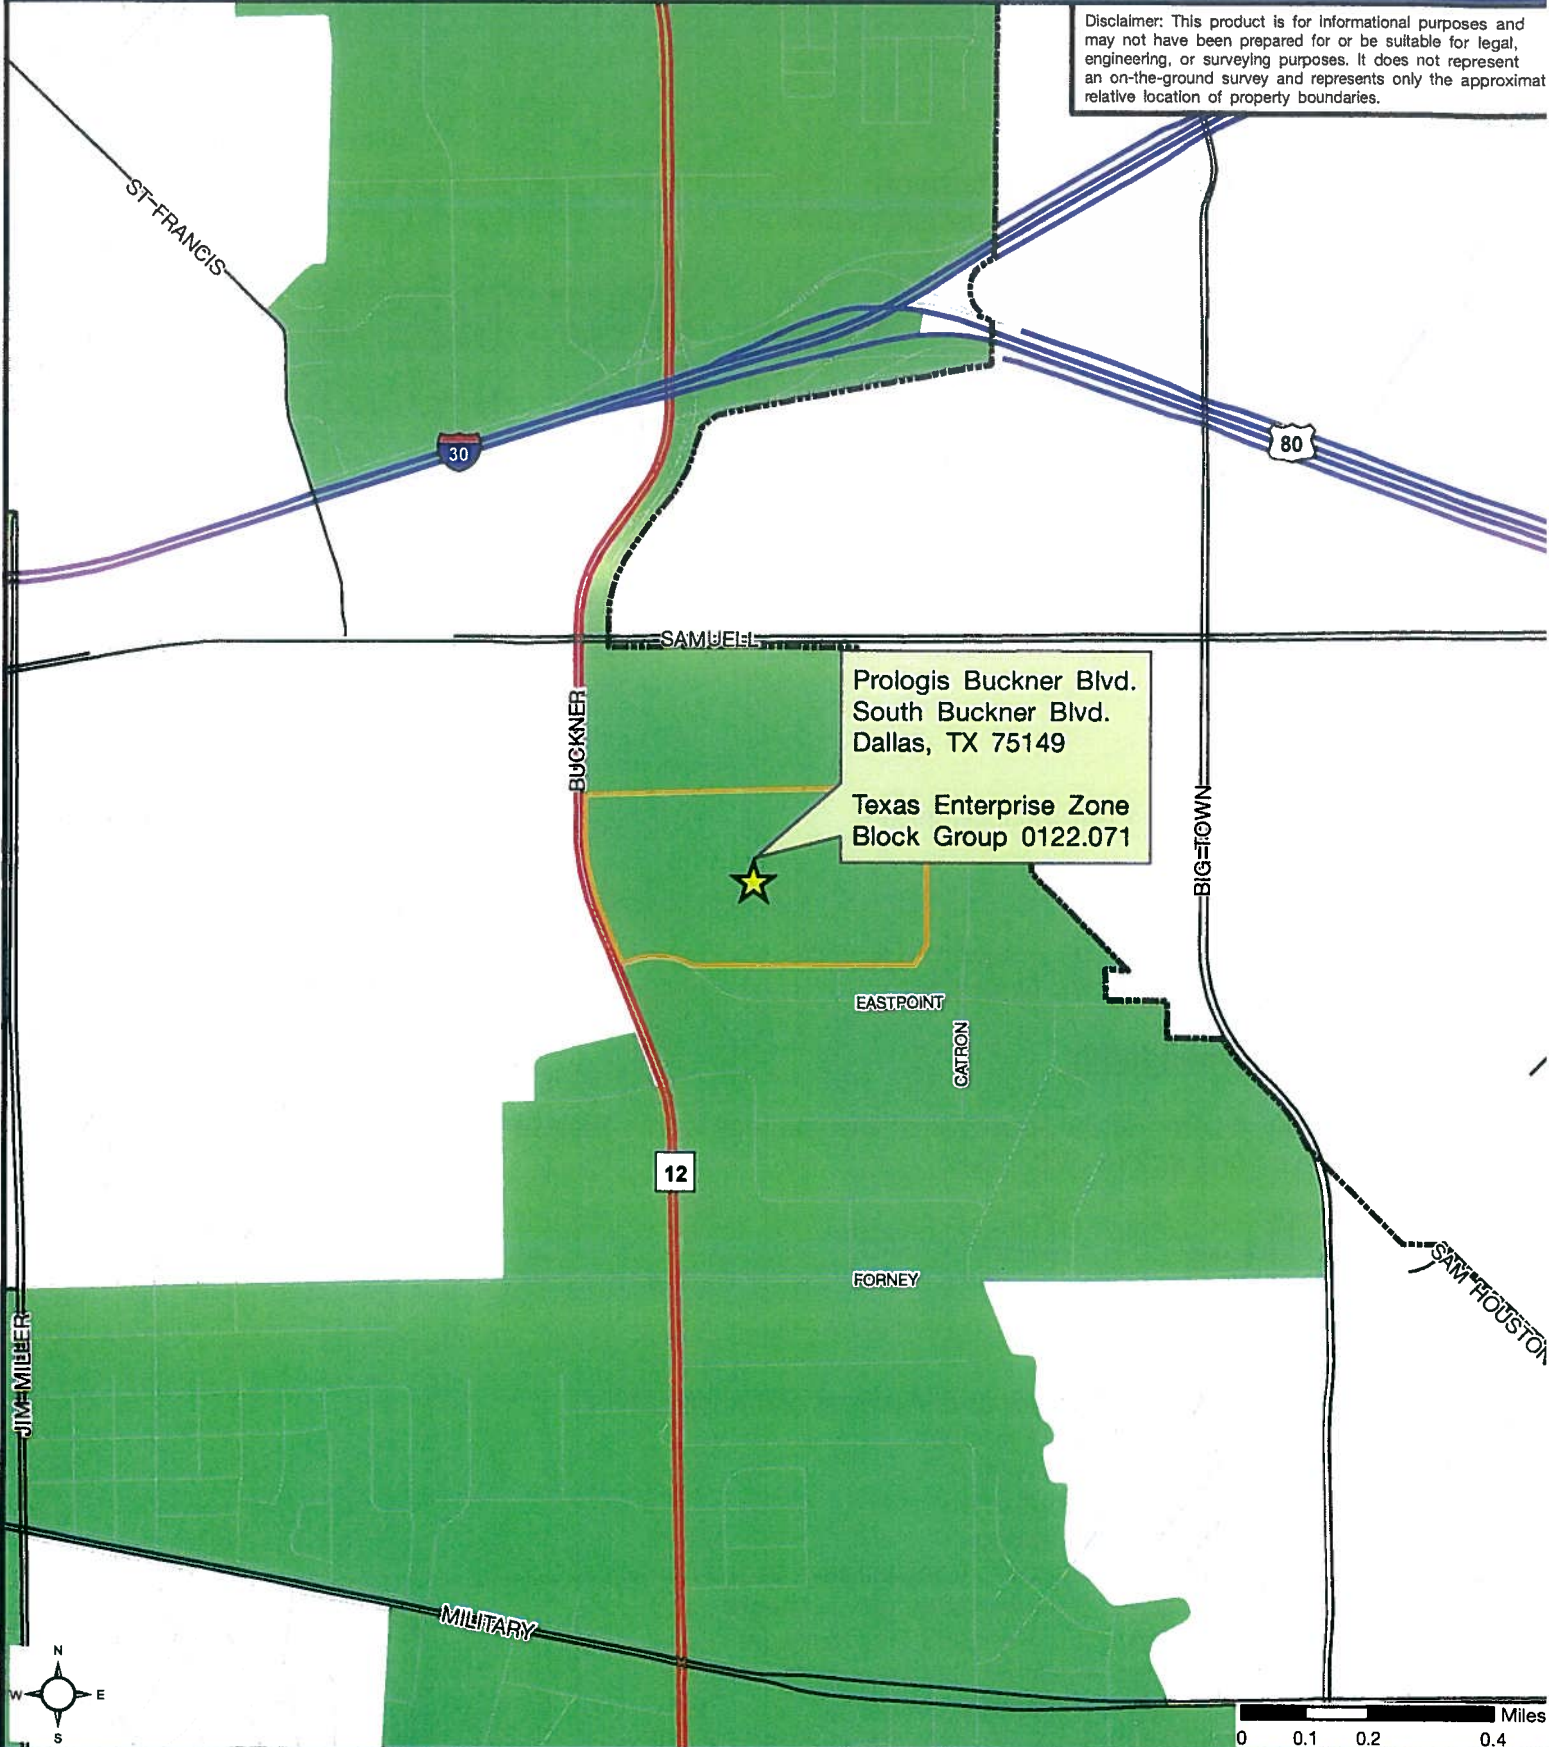 Disclaimer: This product is for informational purposes and
may not have been prepared for or be suitable for legal,
engineering, or surveying purposes. It does not represent
an on-the-ground survey and represents only the approximat
relative location of property boundaries.
ST FRANCIS
30
80
SAMUELL
BUCKNER
Prologis Buckner Blvd.
South Buckner Blvd.
Dallas, TX 75149
Texas Enterprise Zone
Block Group 0122.071
BIG TOWN
EASTPOINT
CATRON
12
FORNEY
SAM HOUSTON
JIM MILLER
MILITARY
N
W E
S
Miles
0 0.1 0.2 0.4